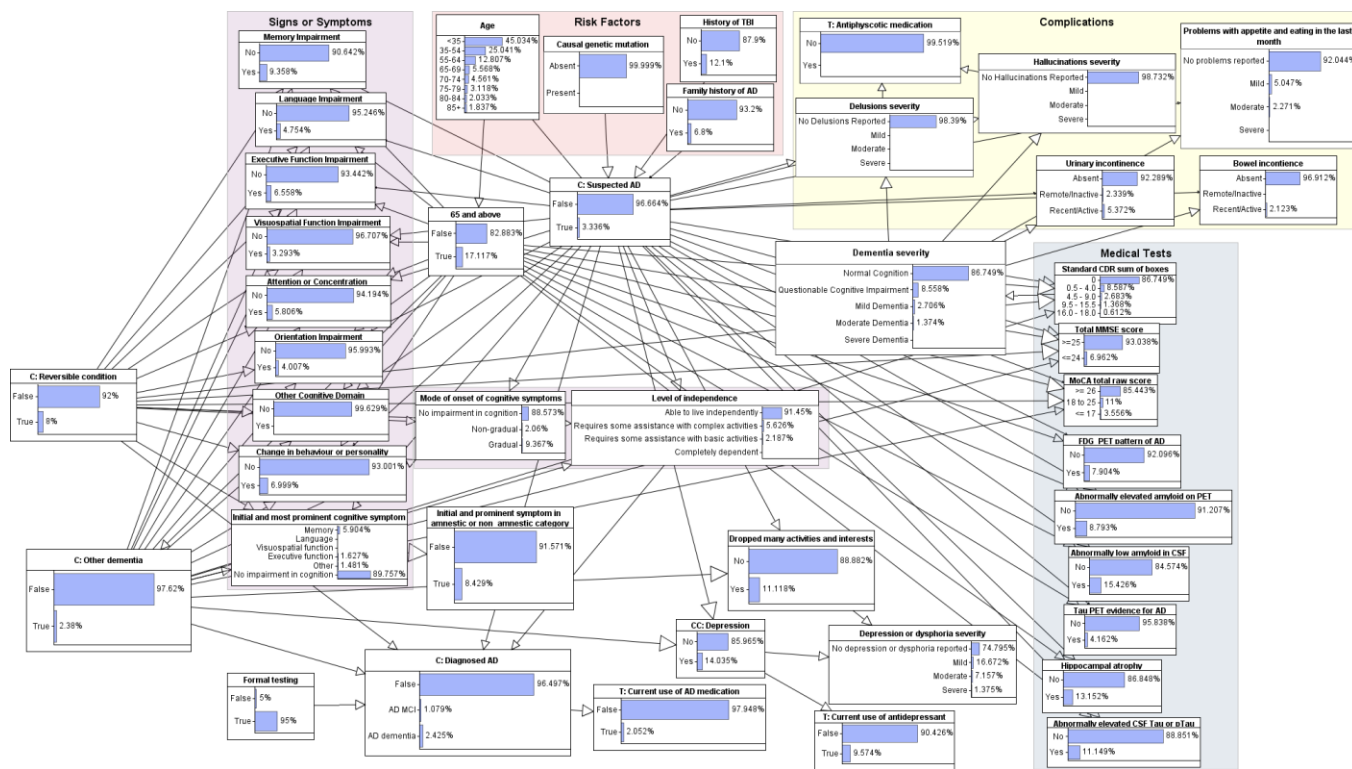 Signs or Symptoms
Memory Impairment
No 90.642%
Yes 9.358%
Language Impairment
No 95.246%
Yes 4.754%
Executive Function Impairment
No 93.442%
Yes 6.558%
Visuospatial Function Impairment
No 96.707%
Yes 3.293%
Attention or Concentration
No 94.194%
Yes 5.806%
Orientation Impairment
No 95.993%
Yes 4.007%
Other Cognitive Domain
No 99.629%
Yes
Change in behaviour or personality
No 93.001%
Yes 6.999%
Initial and most prominent cognitive symptom
Memory 5.904%
Language
Visuospatial function
Executive function 1.627%
Other 1.481%
No impairment in cognition 89.757%
Risk Factors
Age
<35 45.034%
35-54 25.041%
55-64 12.807%
65-69 5.568%
70-74 4.561%
75-79 3.118%
80-84 2.033%
85+ 1.837%
Causal genetic mutation
Absent 99.999%
Present
History of TBI
No 87.9%
Yes 12.1%
Family history of AD
No 93.2%
Yes 6.8%
Complications
T: Antiphyscotic medication
No 99.519%
Yes
Hallucinations severity
No Hallucinations Reported 98.732%
Mild
Moderate
Severe
Problems with appetite and eating in the last
month
No problems reported 92.044%
Mild 5.047%
Moderate 2.271%
Severe
Delusions severity
No Delusions Reported 98.39%
Mild
Moderate
Severe
Urinary incontinence
Absent 92.289%
Remote/Inactive 2.339%
Recent/Active 5.372%
Bowel incontience
Absent 96.912%
Remote/Inactive
Recent/Active 2.123%
C: Suspected AD
False 96.664%
True 3.336%
65 and above
False 82.883%
True 17.117%
Dementia severity
Normal Cognition 86.749%
Questionable Cognitive Impairment 8.558%
Mild Dementia 2.706%
Moderate Dementia 1.374%
Severe Dementia
Medical Tests
Standard CDR sum of boxes
0 86.749%
0.5 - 4.0 8.587%
4.5 - 9.0 2.683%
9.5 - 15.5 1.368%
16.0 - 18.0 0.612%
Total MMSE score
>=25 93.038%
<=24 6.962%
MoCA total raw score
>= 26 85.443%
18 to 25 11%
<= 17 3.556%
FDG_PET pattern of AD
No 92.096%
Yes 7.904%
Abnormally elevated amyloid on PET
No 91.207%
Yes 8.793%
Abnormally low amyloid in CSF
No 84.574%
Yes 15.426%
Tau PET evidence for AD
No 95.838%
Yes 4.162%
Hippocampal atrophy
No 86.848%
Yes 13.152%
Abnormally elevated CSF Tau or pTau
No 88.851%
Yes 11.149%
C: Reversible condition
False 92%
True 8%
Mode of onset of cognitive symptoms
No impairment in cognition 88.573%
Non-gradual 2.06%
Gradual 9.367%
Level of independence
Able to live independently 91.45%
Requires some assistance with complex activities 5.626%
Requires some assistance with basic activities 2.187%
Completely dependent
C: Other dementia
False 97.62%
True 2.38%
Initial and prominent symptom in
amnestic or non_amnestic category
False 91.571%
True 8.429%
Dropped many activities and interests
No 88.882%
Yes 11.118%
CC: Depression
No 85.965%
Yes 14.035%
Depression or dysphoria severity
No depression or dysphoria reported 74.795%
Mild 16.672%
Moderate 7.157%
Severe 1.375%
Formal testing
False 5%
True 95%
C: Diagnosed AD
False 96.497%
AD MCI 1.079%
AD dementia 2.425%
T: Current use of AD medication
False 97.948%
True 2.052%
T: Current use of antidepressant
False 90.426%
True 9.574%